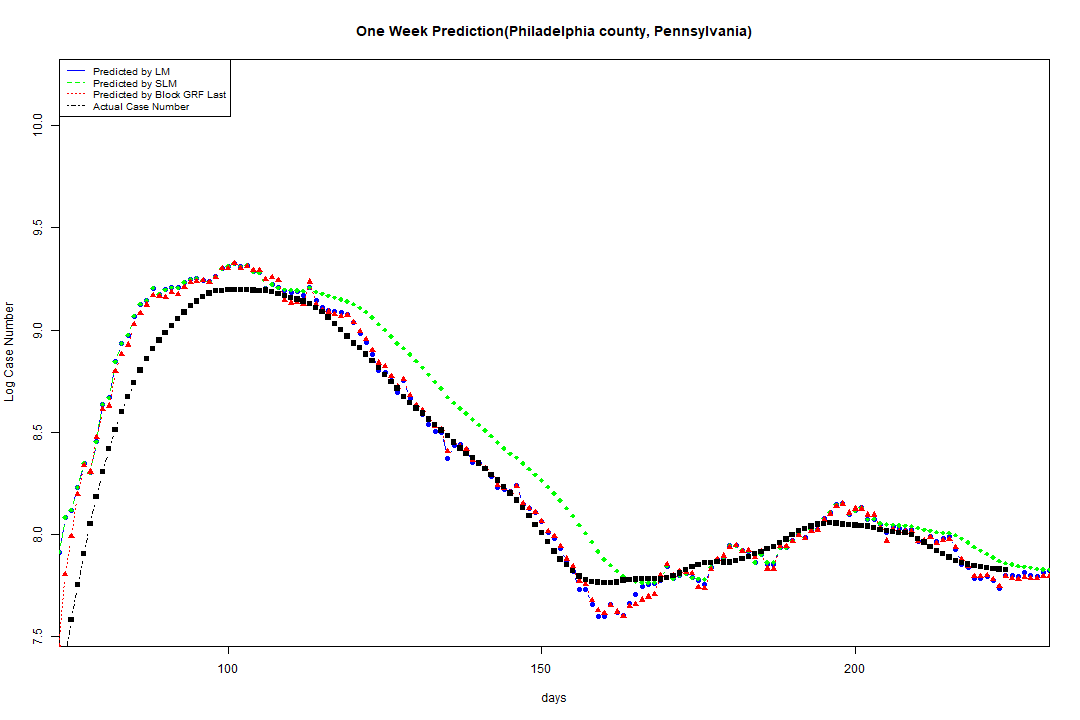 One Week Prediction(Philadelphia county, Pennsylvania)
Predicted by LM
Predicted by SLM
Predicted by Block GRF Last
Actual Case Number
Log Case Number
10.0
9.5
9.0
8.5
8.0
7.5
100 150 200
days